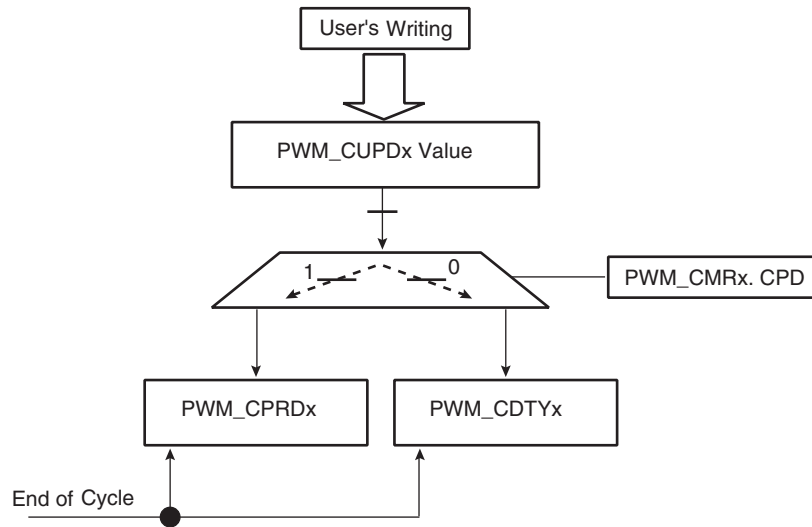 User's Writing
PWM_CUPDx Value
1
0
PWM_CMRx. CPD
PWM_CPRDx
PWM_CDTYx
End of Cycle